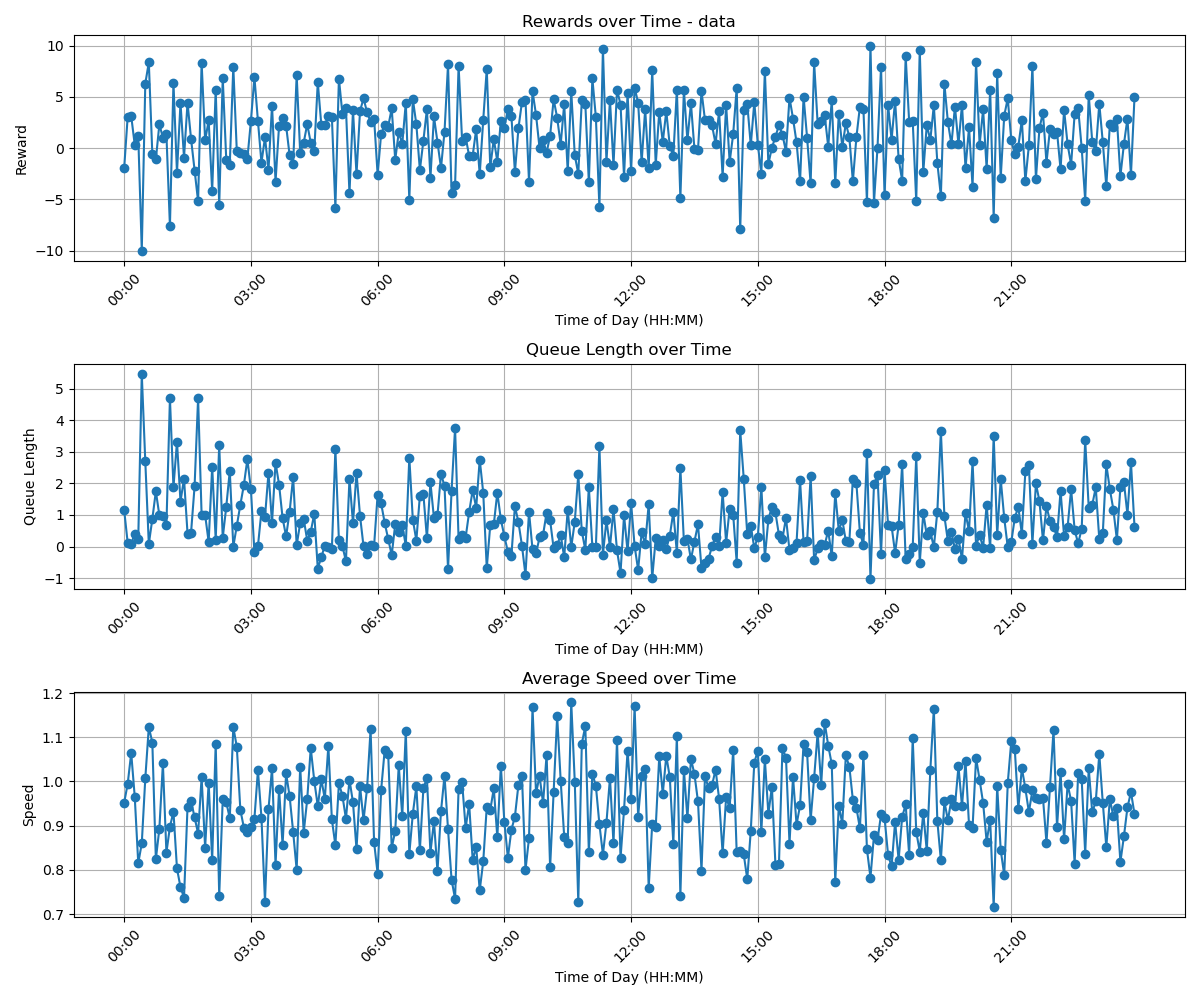 Rewards over Time - data
Reward
10
5
0
−5
−10
00:00 03:00 06:00 09:00 12:00 15:00 18:00 21:00
Time of Day (HH:MM)
Queue Length over Time
Queue Length
5
4
3
2
1
0
−1
00:00 03:00 06:00 09:00 12:00 15:00 18:00 21:00
Time of Day (HH:MM)
Average Speed over Time
Speed
1.2
1.1
1.0
0.9
0.8
0.7
00:00 03:00 06:00 09:00 12:00 15:00 18:00 21:00
Time of Day (HH:MM)